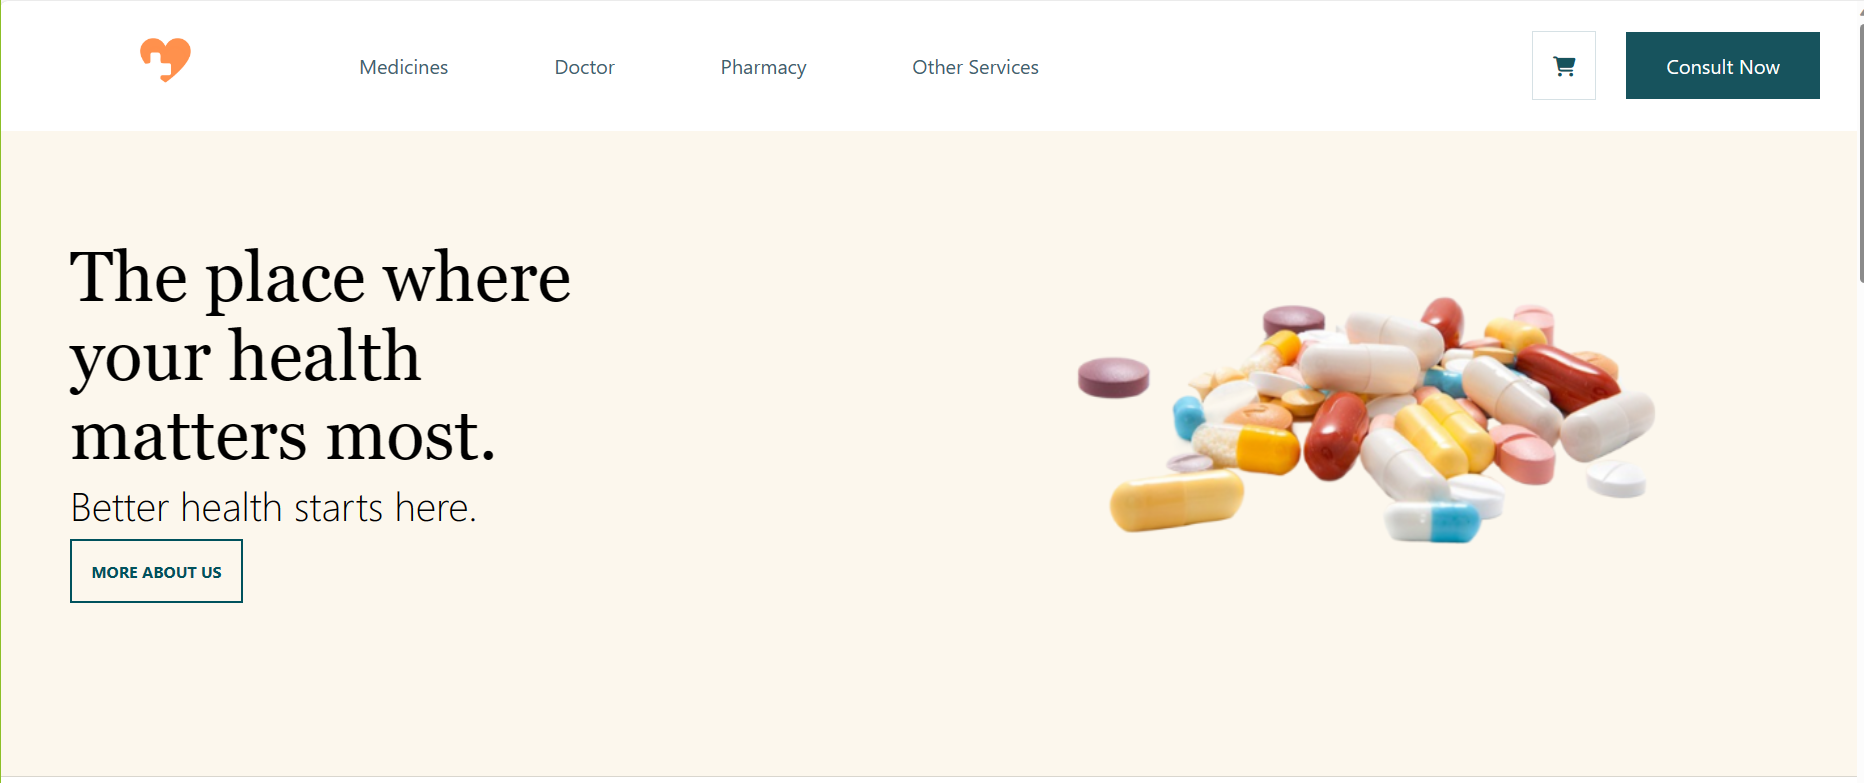 Medicines
Doctor
Pharmacy
Other Services
Consult Now
The place where
your health
matters most.
Better health starts here.
MORE ABOUT US